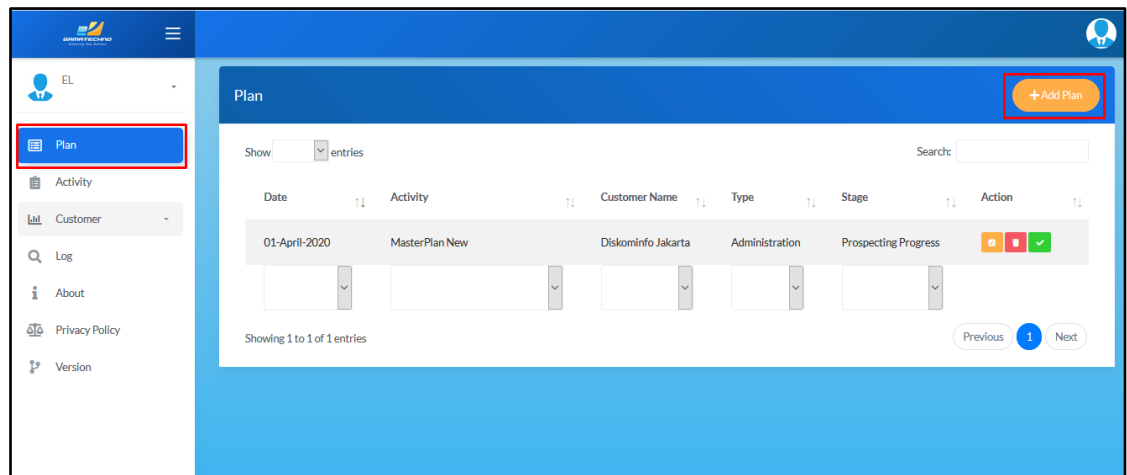 GAMATECHNO
EL
Plan
Activity
Customer
Log
About
Privacy Policy
Version
Plan
+Add Plan
Show entries
Search:
Date Activity Customer Name Type Stage Action
01-April-2020 MasterPlan New Diskominfo Jakarta Administration Prospecting Progress
Showing 1 to 1 of 1 entries
Previous 1 Next